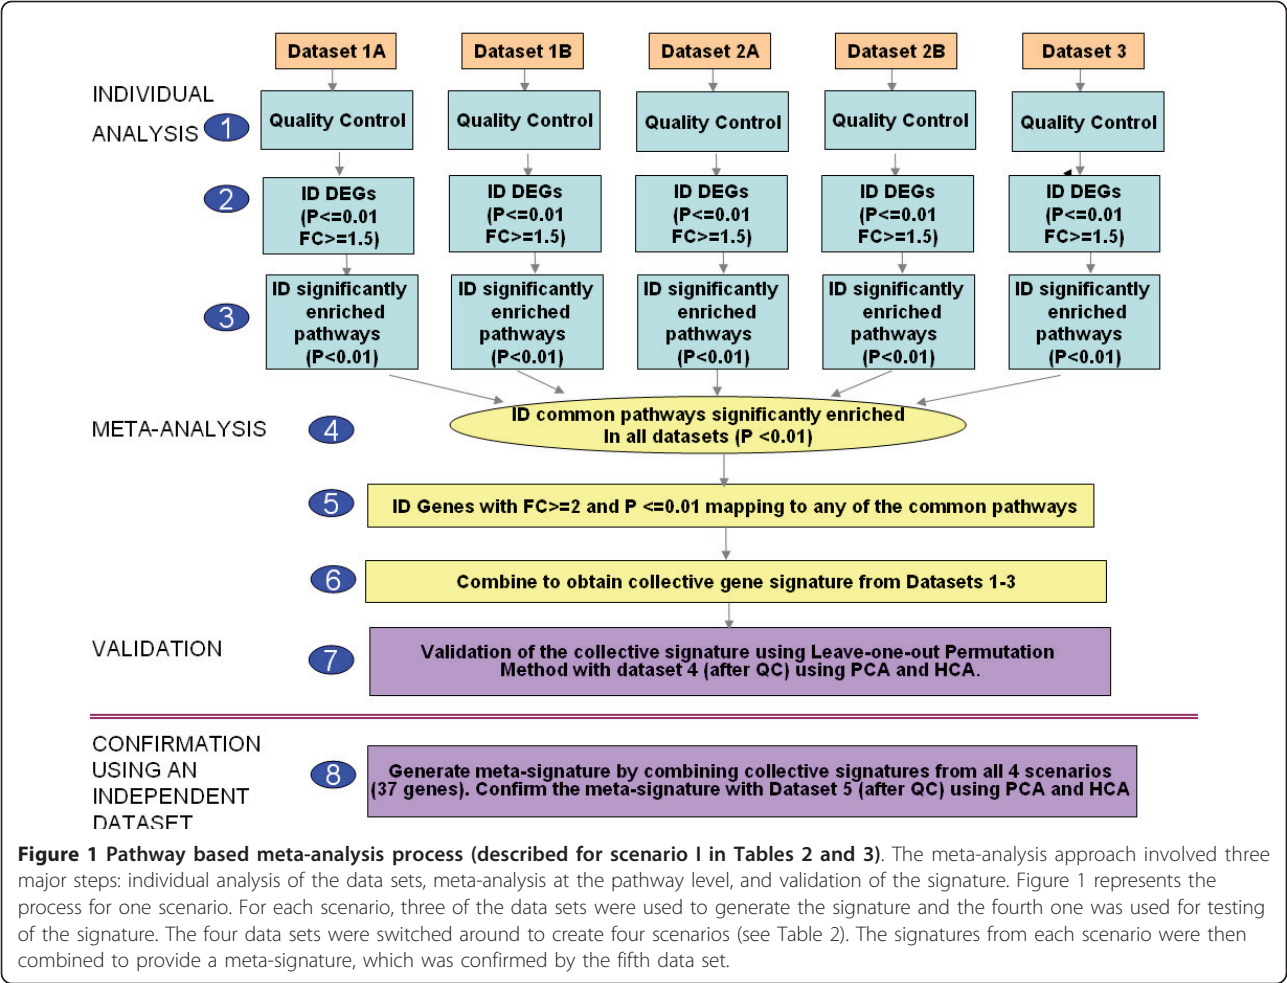 Dataset 1A
Dataset 1B
Dataset 2A
Dataset 2B
Dataset 3
INDIVIDUAL
ANALYSIS
1
Quality Control
Quality Control
Quality Control
Quality Control
Quality Control
2
ID DEGs
(P<=0.01
FC>=1.5)
ID DEGs
(P<=0.01
FC>=1.5)
ID DEGs
(P<=0.01
FC>=1.5)
ID DEGs
(P<=0.01
FC>=1.5)
ID DEGs
(P<=0.01
FC>=1.5)
3
ID significantly
enriched
pathways
(P<0.01)
ID significantly
enriched
pathways
(P<0.01)
ID significantly
enriched
pathways
(P<0.01)
ID significantly
enriched
pathways
(P<0.01)
ID significantly
enriched
pathways
(P<0.01)
META-ANALYSIS
4
ID common pathways significantly enriched
In all datasets (P <0.01)
5
ID Genes with FC>=2 and P <=0.01 mapping to any of the common pathways
6
Combine to obtain collective gene signature from Datasets 1-3
VALIDATION
7
Validation of the collective signature using Leave-one-out Permutation
Method with dataset 4 (after QC) using PCA and HCA.
CONFIRMATION
USING AN
INDEPENDENT
DATASET
8
Generate meta-signature by combining collective signatures from all 4 scenarios
(37 genes). Confirm the meta-signature with Dataset 5 (after QC) using PCA and HCA
Figure 1 Pathway based meta-analysis process (described for scenario I in Tables 2 and 3). The meta-analysis approach involved three
major steps: individual analysis of the data sets, meta-analysis at the pathway level, and validation of the signature. Figure 1 represents the
process for one scenario. For each scenario, three of the data sets were used to generate the signature and the fourth one was used for testing
of the signature. The four data sets were switched around to create four scenarios (see Table 2). The signatures from each scenario were then
combined to provide a meta-signature, which was confirmed by the fifth data set.